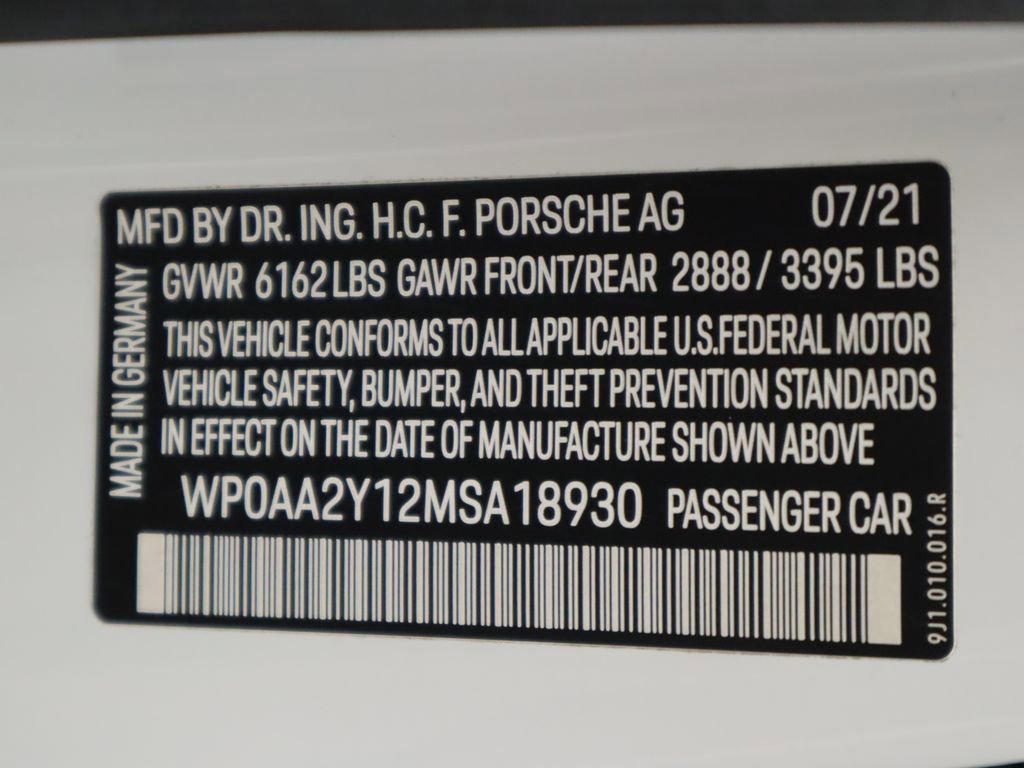 MFD BY DR. ING. H.C. F. PORSCHE AG 07/21
GVWR 6162 LBS GAWR FRONT/REAR 2888 / 3395 LBS
THIS VEHICLE CONFORMS TO ALL APPLICABLE U.S.FEDERAL MOTOR
VEHICLE SAFETY, BUMPER, AND THEFT PREVENTION STANDARDS
IN EFFECT ON THE DATE OF MANUFACTURE SHOWN ABOVE
WP0AA2Y12MSA18930 PASSENGER CAR
MADE IN GERMANY
9J1.010.016.R